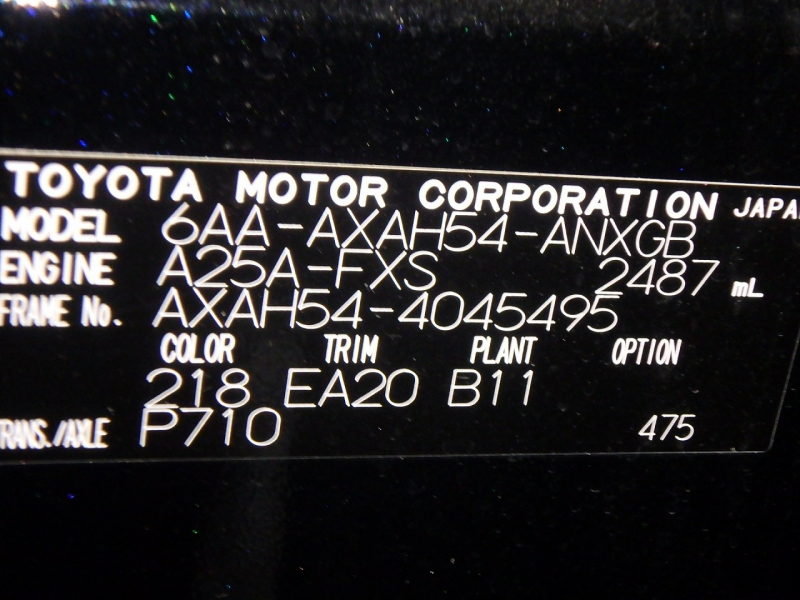 TOYOTA MOTOR CORPORATION JAPAN
MODEL 6AA-AXAH54-ANXGB
ENGINE A25A-FXS 2487 mL
FRAME No. AXAH54-4045495
COLOR TRIM PLANT OPTION
218 EA20 B11
TRANS./AXLE P710 475